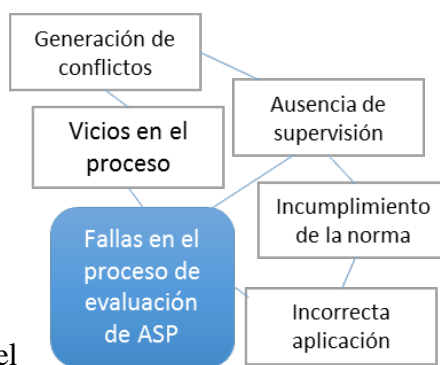 Generación de
conflictos
Ausencia de
supervisión
Vicios en el
proceso
Incumplimiento
de la norma
Fallas en el
proceso de
evaluación
de ASP
Incorrecta
aplicación
el